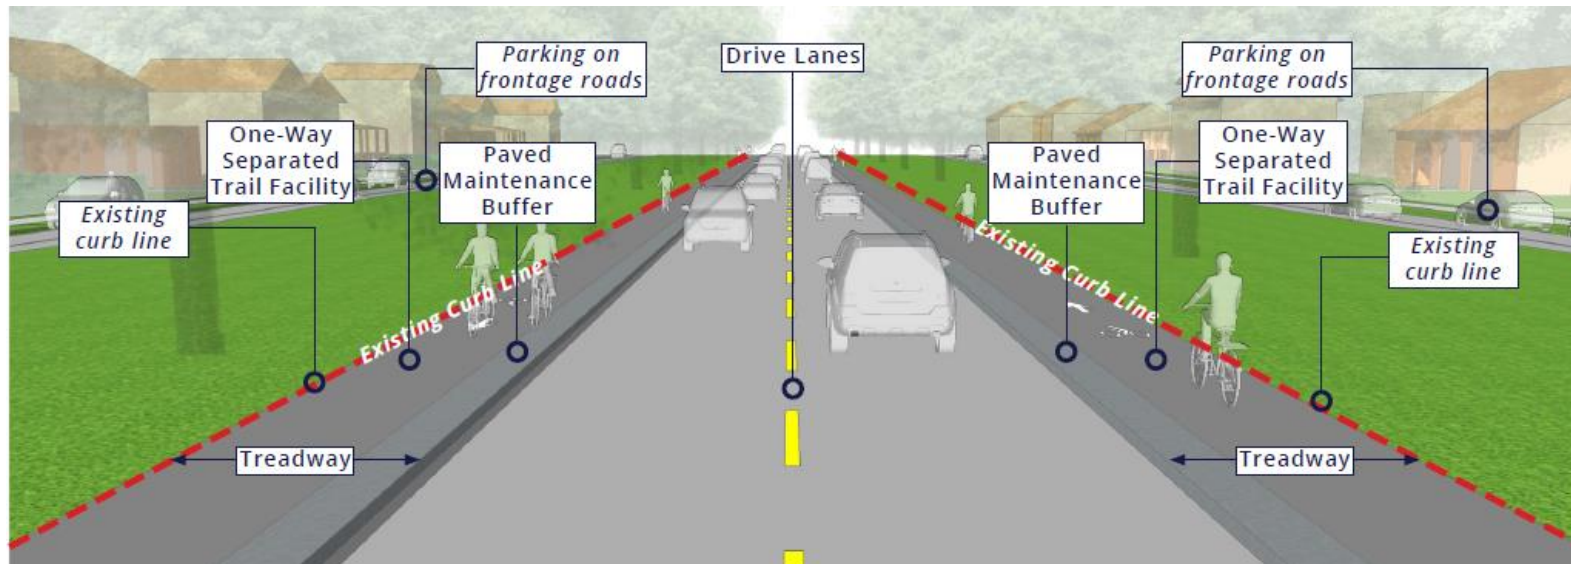 Parking on
frontage roads
Drive Lanes
Parking on
frontage roads
One-Way
Separated
Trail Facility
Paved
Maintenance
Buffer
Paved
Maintenance
Buffer
One-Way
Separated
Trail Facility
Existing
curb line
Existing
curb line
Existing Curb Line
Existing Curb Line
Treadway
Treadway